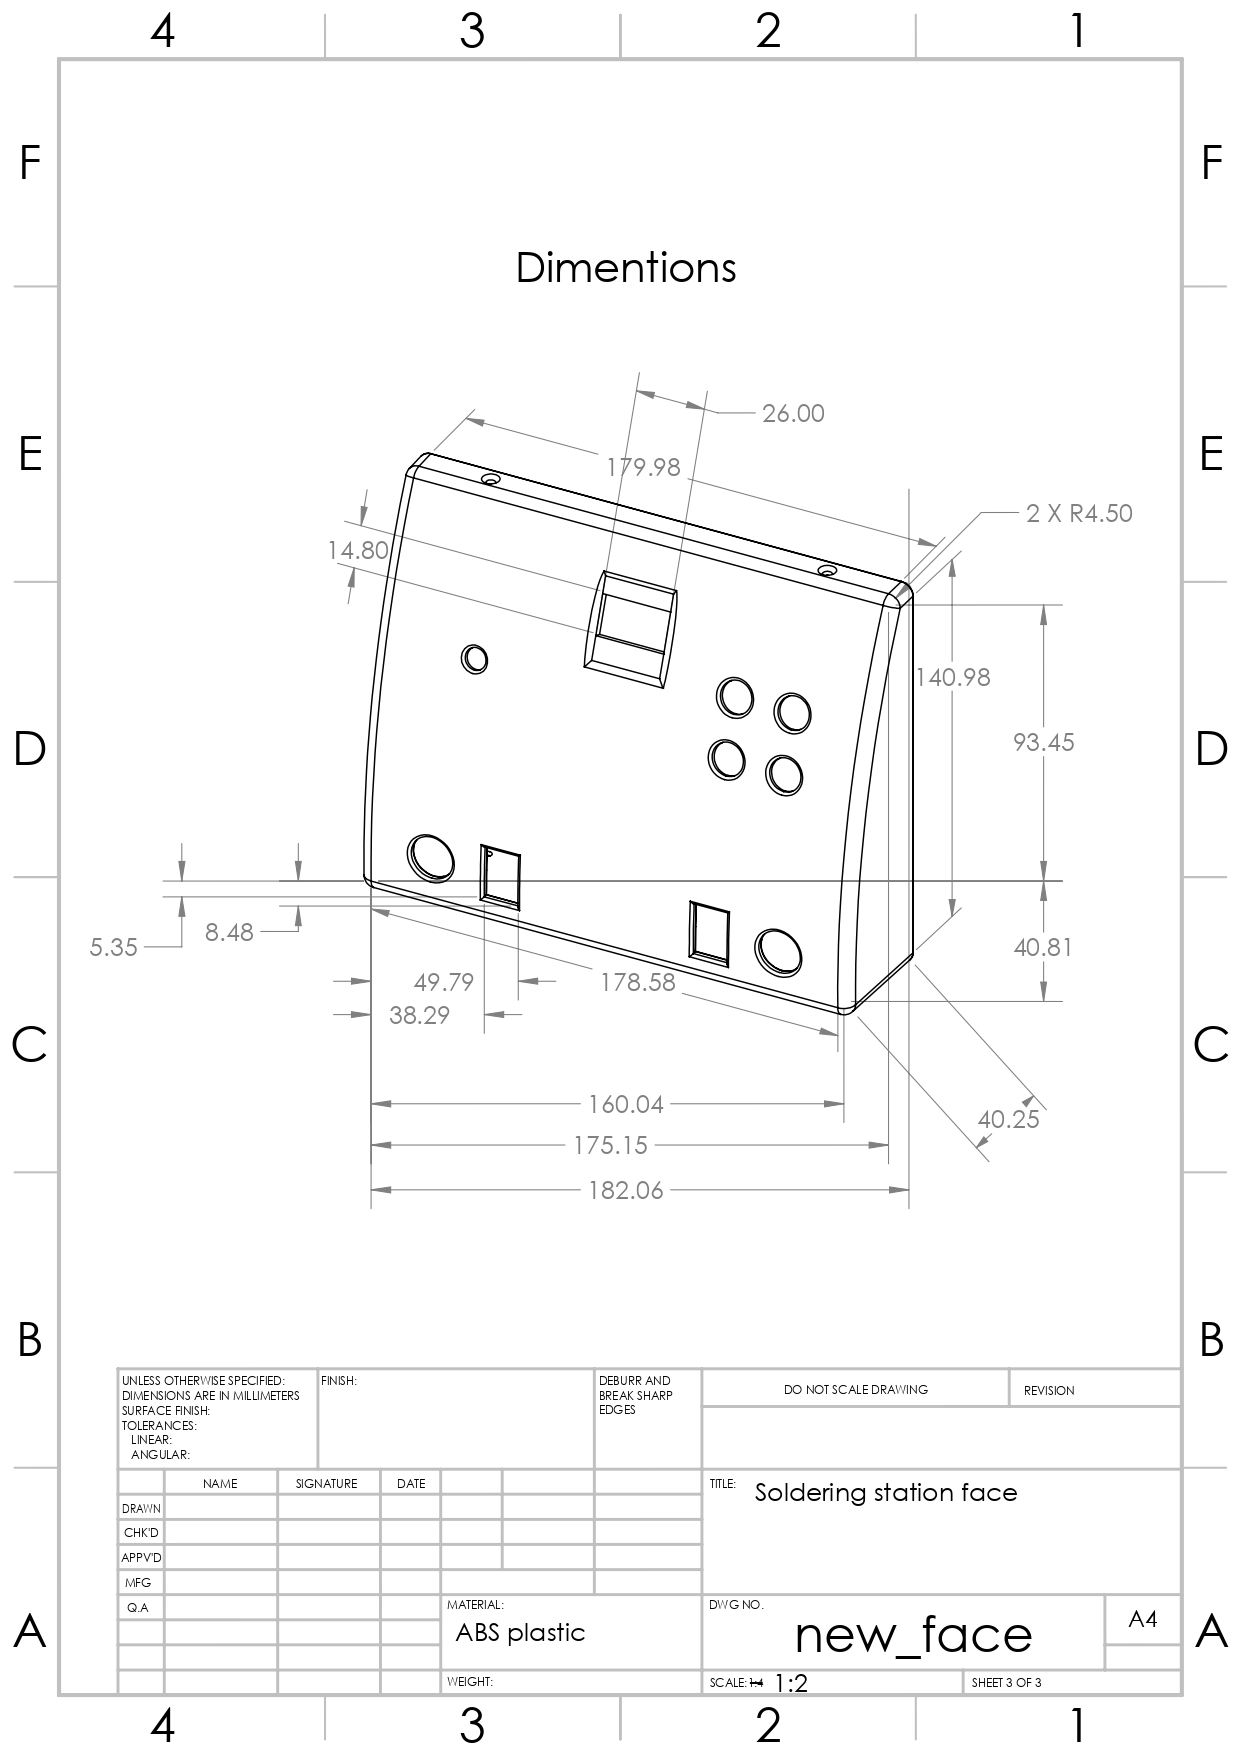 4 3 2 1
F F
Dimentions
26.00
E E
179.98
2 X R4.50
14.80
140.98
D D
93.45
5.35
8.48
40.81
49.79
178.58
38.29
C C
160.04
40.25
175.15
182.06
B B
UNLESS OTHERWISE SPECIFIED:
DIMENSIONS ARE IN MILLIMETERS
SURFACE FINISH:
TOLERANCES:
LINEAR:
ANGULAR:
FINISH:
DEBURR AND
BREAK SHARP
EDGES
DO NOT SCALE DRAWING
REVISION
NAME SIGNATURE DATE
DRAWN
CHK'D
APPV'D
MFG
Q.A
TITLE: Soldering station face
MATERIAL:
ABS plastic
WEIGHT:
DWG NO.
new_face
A4
SCALE: 1:4 1:2
SHEET 3 OF 3
A A
4 3 2 1